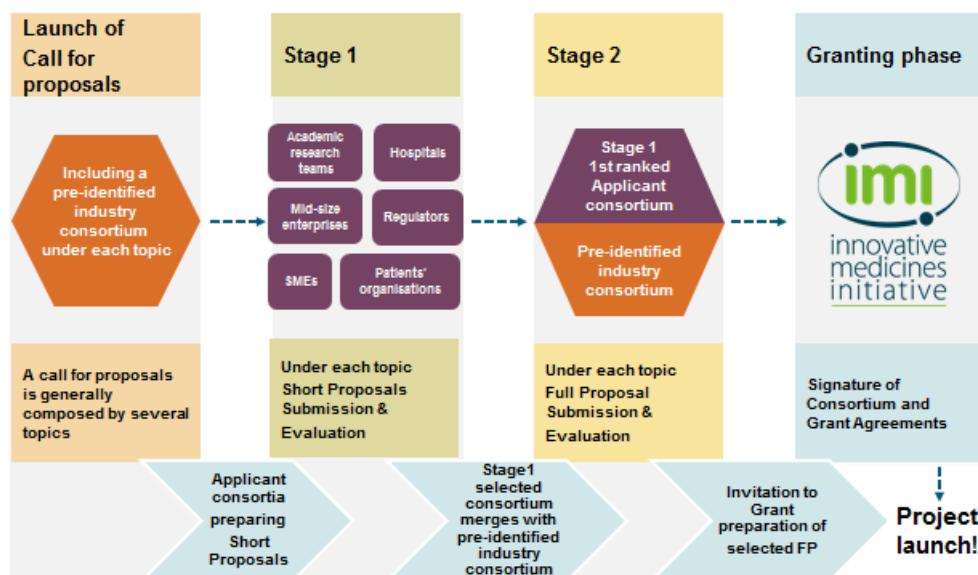 Launch of
Call for
proposals
Stage 1
Stage 2
Granting phase
Including a
pre-identified
industry
consortium
under each topic
Academic
research
teams
Hospitals
Mid-size
enterprises
Regulators
SMEs
Patients'
organisations
Stage 1
1st ranked
Applicant
consortium
Pre-identified
industry
consortium
imi
innovative
medicines
initiative
A call for proposals
is generally
composed by several
topics
Under each topic
Short Proposals
Submission &
Evaluation
Under each topic
Full Proposal
Submission &
Evaluation
Signature of
Consortium and
Grant Agreements
Applicant
consortia
preparing
Short
Proposals
Stage1
selected
consortium
merges with
pre-identified
industry
consortium
Invitation to
Grant
preparation of
selected FP
Project
launch!